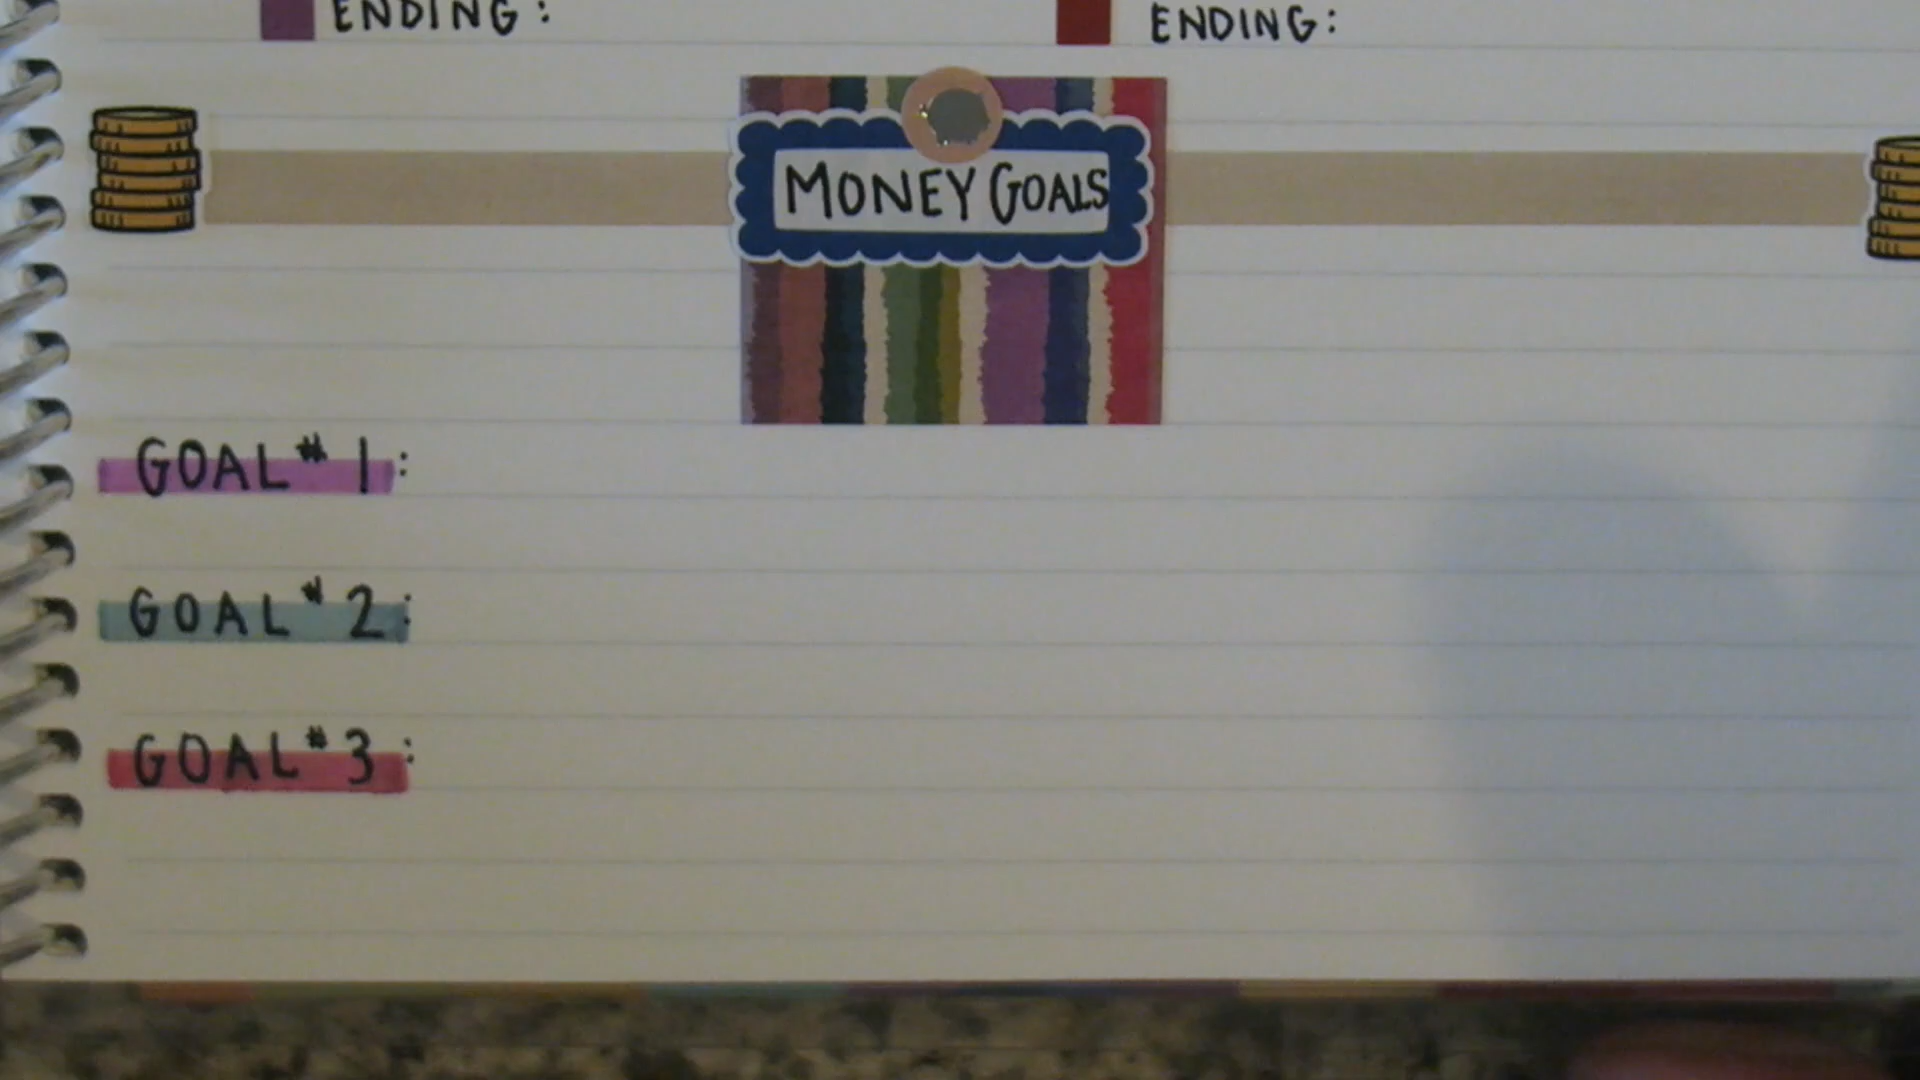 ENDING:
ENDING:
MONEY GOALS
GOAL # 1:
GOAL # 2:
GOAL # 3: